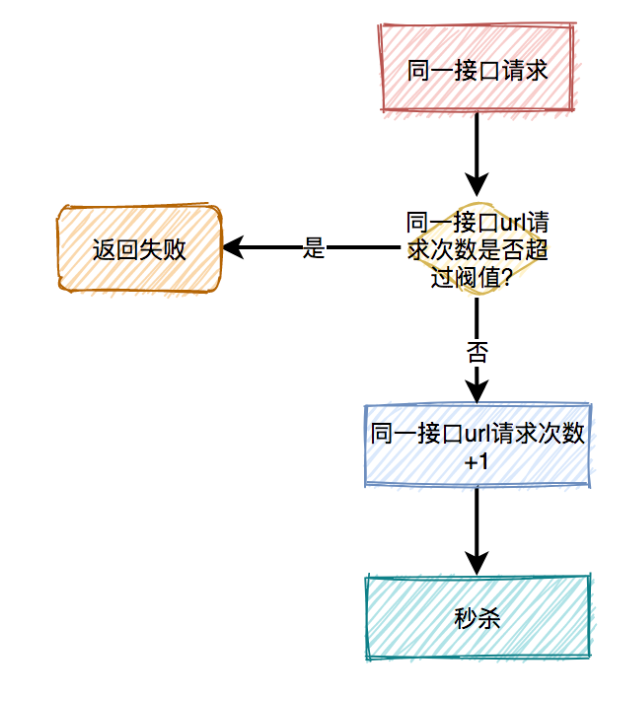 同一接口请求
同一接口url请
求次数是否超
过阀值?
是
返回失败
否
同一接口url请求次数
+1
秒杀